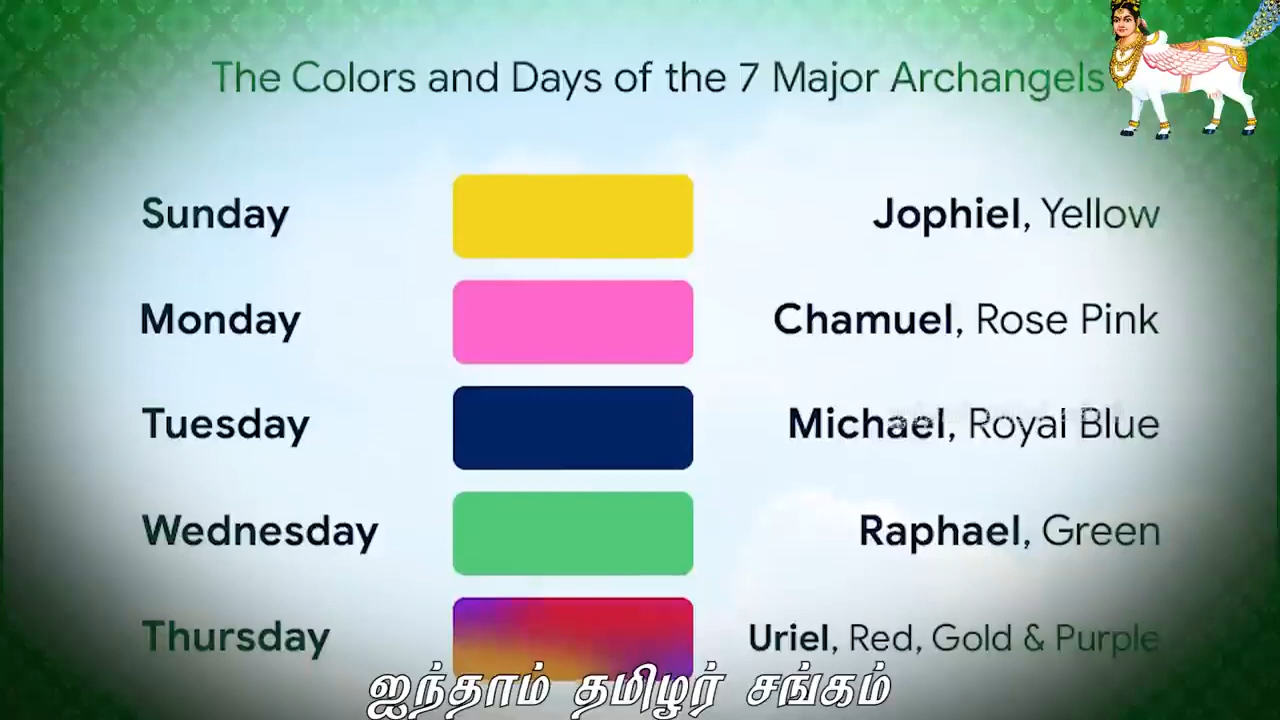 The Colors and Days of the 7 Major Archangels
Sunday Jophiel, Yellow
Monday Chamuel, Rose Pink
Tuesday Michael, Royal Blue
Wednesday Raphael, Green
Thursday Uriel, Red, Gold & Purple
ஐந்தாம் தமிழர் சங்கம்